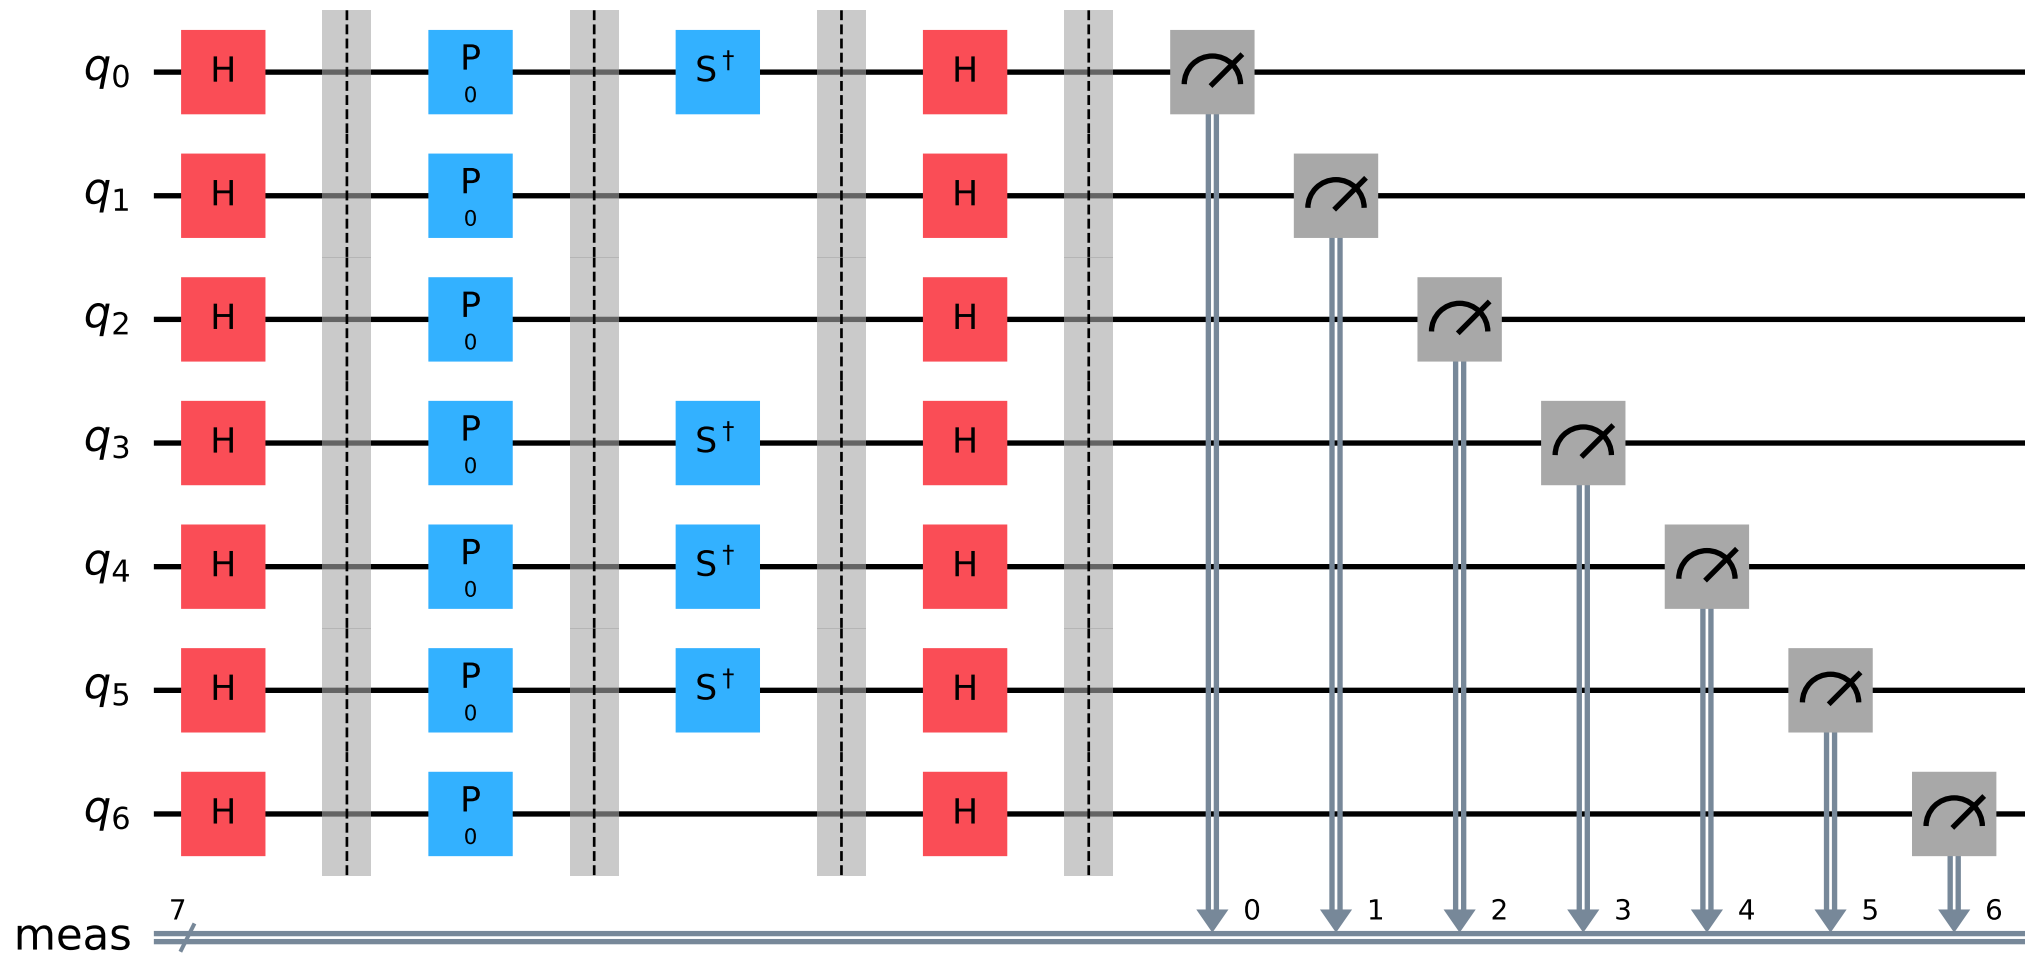 q0 H P 0 S† H
q1 H P 0 H
q2 H P 0 H
q3 H P 0 S† H
q4 H P 0 S† H
q5 H P 0 S† H
q6 H P 0 H
7 0 1 2 3 4 5 6
meas